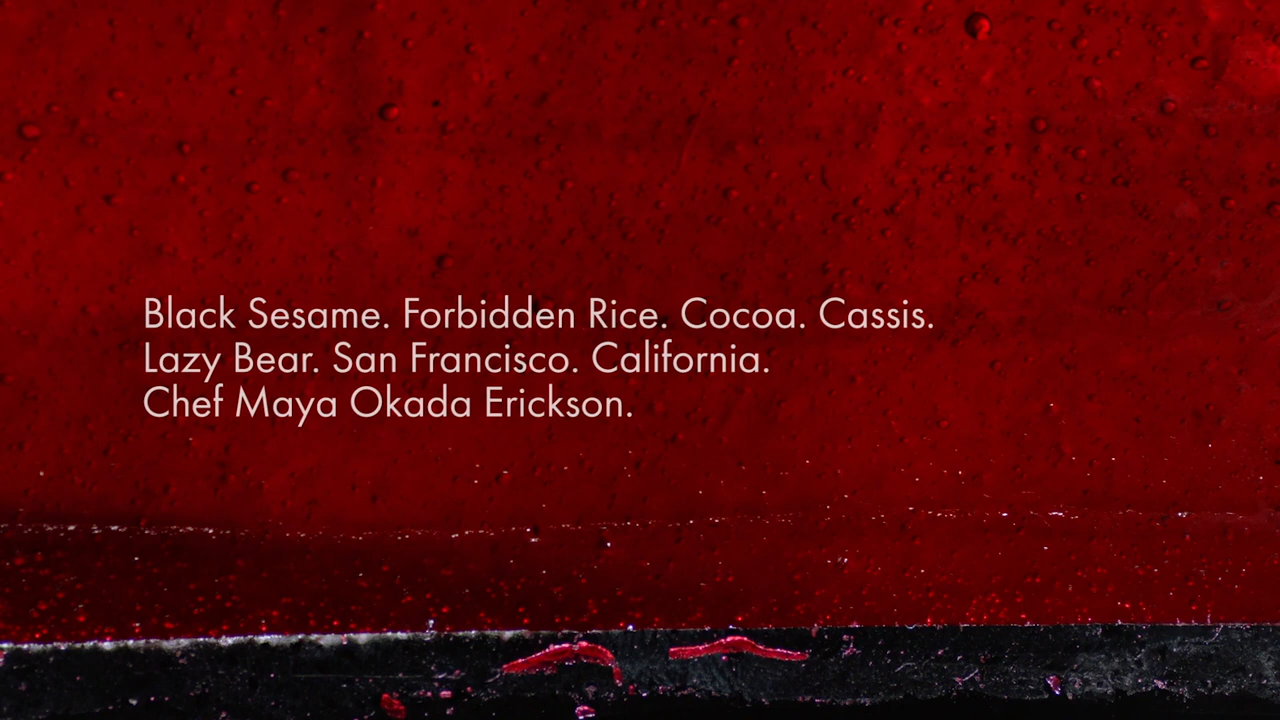 Black Sesame. Forbidden Rice. Cocoa. Cassis.
Lazy Bear. San Francisco. California.
Chef Maya Okada Erickson.